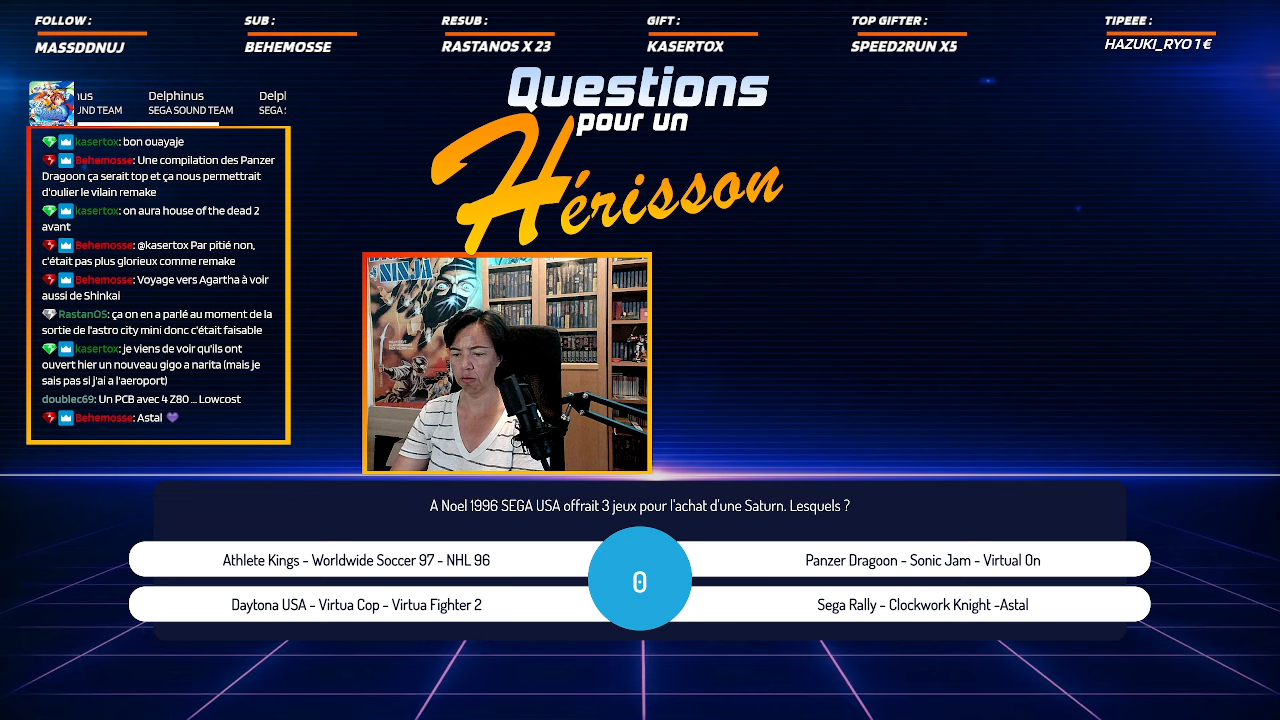 FOLLOW :
MASSDDNUJ
SUB :
BEHEMOSSE
RESUB :
RASTANOS X 23
GIFT :
KASERTOX
TOP GIFTER :
SPEED2RUN X5
TIPEEE :
HAZUKI_RYO 1 €
Delphinus
SEGA SOUND TEAM
Questions
pour un
Hérisson
kasertox: bon ouayaje
Behemosse: Une compilation des Panzer
Dragoon ça serait top et ça nous permettrait
d'oulier le vilain remake
kasertox: on aura house of the dead 2
avant
Behemosse: @kasertox Par pitié non,
c'était pas plus glorieux comme remake
Behemosse: Voyage vers Agartha à voir
aussi de Shinkai
RastanOS: ça on en a parlé au moment de la
sortie de l'astro city mini donc c'était faisable
kasertox: je viens de voir qu'ils ont
ouvert hier un nouveau gigo a narita (mais je
sais pas si j'ai a l'aeroport)
doublec69: Un PCB avec 4 Z80 ... Lowcost
Behemosse: Astal
NINJA
A Noel 1996 SEGA USA offrait 3 jeux pour l'achat d'une Saturn. Lesquels ?
Athlete Kings - Worldwide Soccer 97 - NHL 96
Panzer Dragoon - Sonic Jam - Virtual On
0
Daytona USA - Virtua Cop - Virtua Fighter 2
Sega Rally - Clockwork Knight -Astal